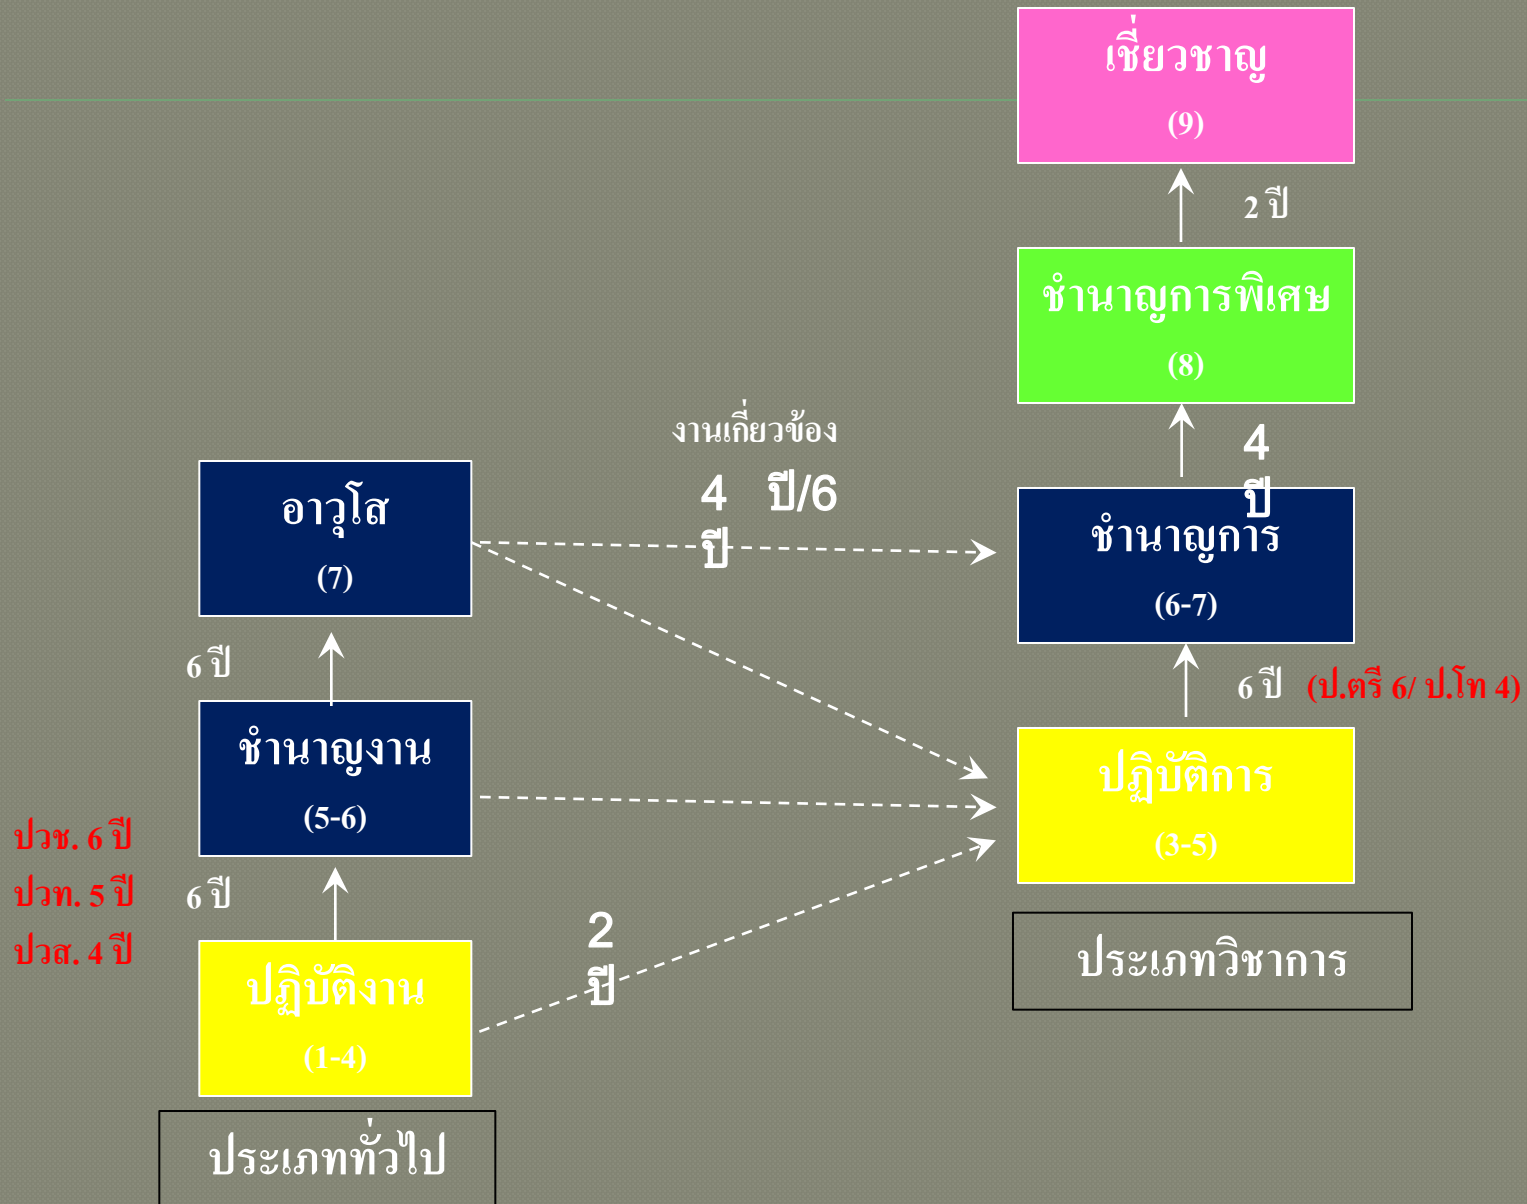 เชี่ยวชาญ
(9)
2 ปี
ชำนาญการพิเศษ
(8)
4
ปี
งานเกี่ยวข้อง
4 ปี/6
ปี
อาวุโส
(7)
ชำนาญการ
(6-7)
6 ปี
6 ปี (ป.ตรี 6/ ป.โท 4)
ชำนาญงาน
(5-6)
ปฏิบัติการ
(3-5)
ปวช. 6 ปี
ปวท. 5 ปี
ปวส. 4 ปี
6 ปี
2
ปี
ปฏิบัติงาน
(1-4)
ประเภทวิชาการ
ประเภททั่วไป